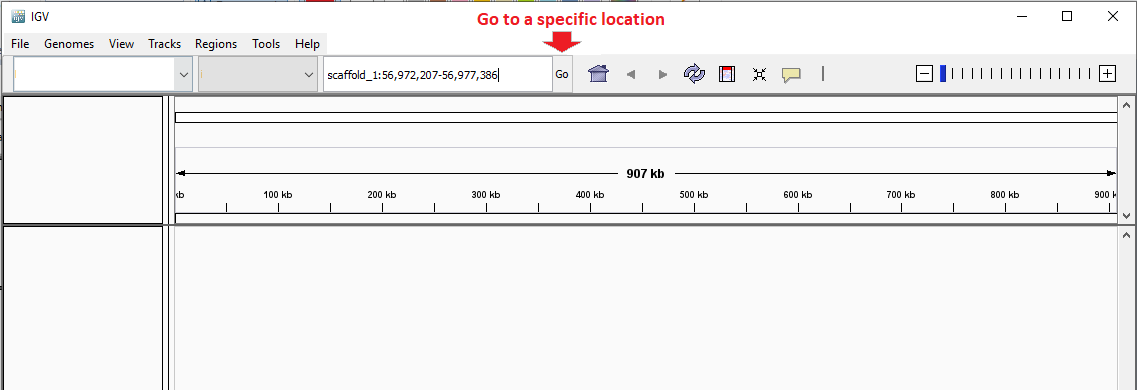 IGV
Go to a specific location
File Genomes View Tracks Regions Tools Help
scaffold_1:56,972,207-56,977,386 Go
907 kb
kb 100 kb 200 kb 300 kb 400 kb 500 kb 600 kb 700 kb 800 kb 900 k